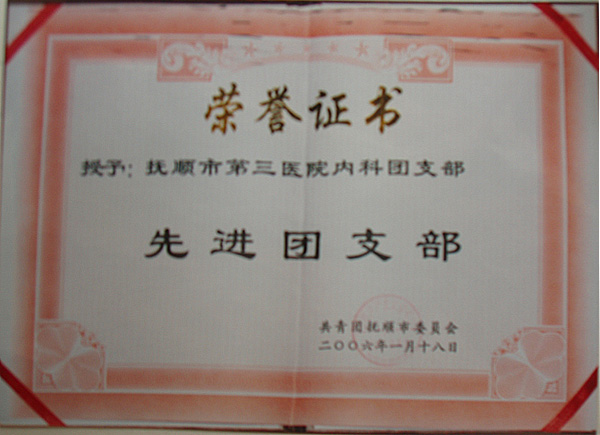 荣誉证书
授予：抚顺市第三医院内科团支部
先进团支部
共青团抚顺市委员会
二〇〇六年一月十八日